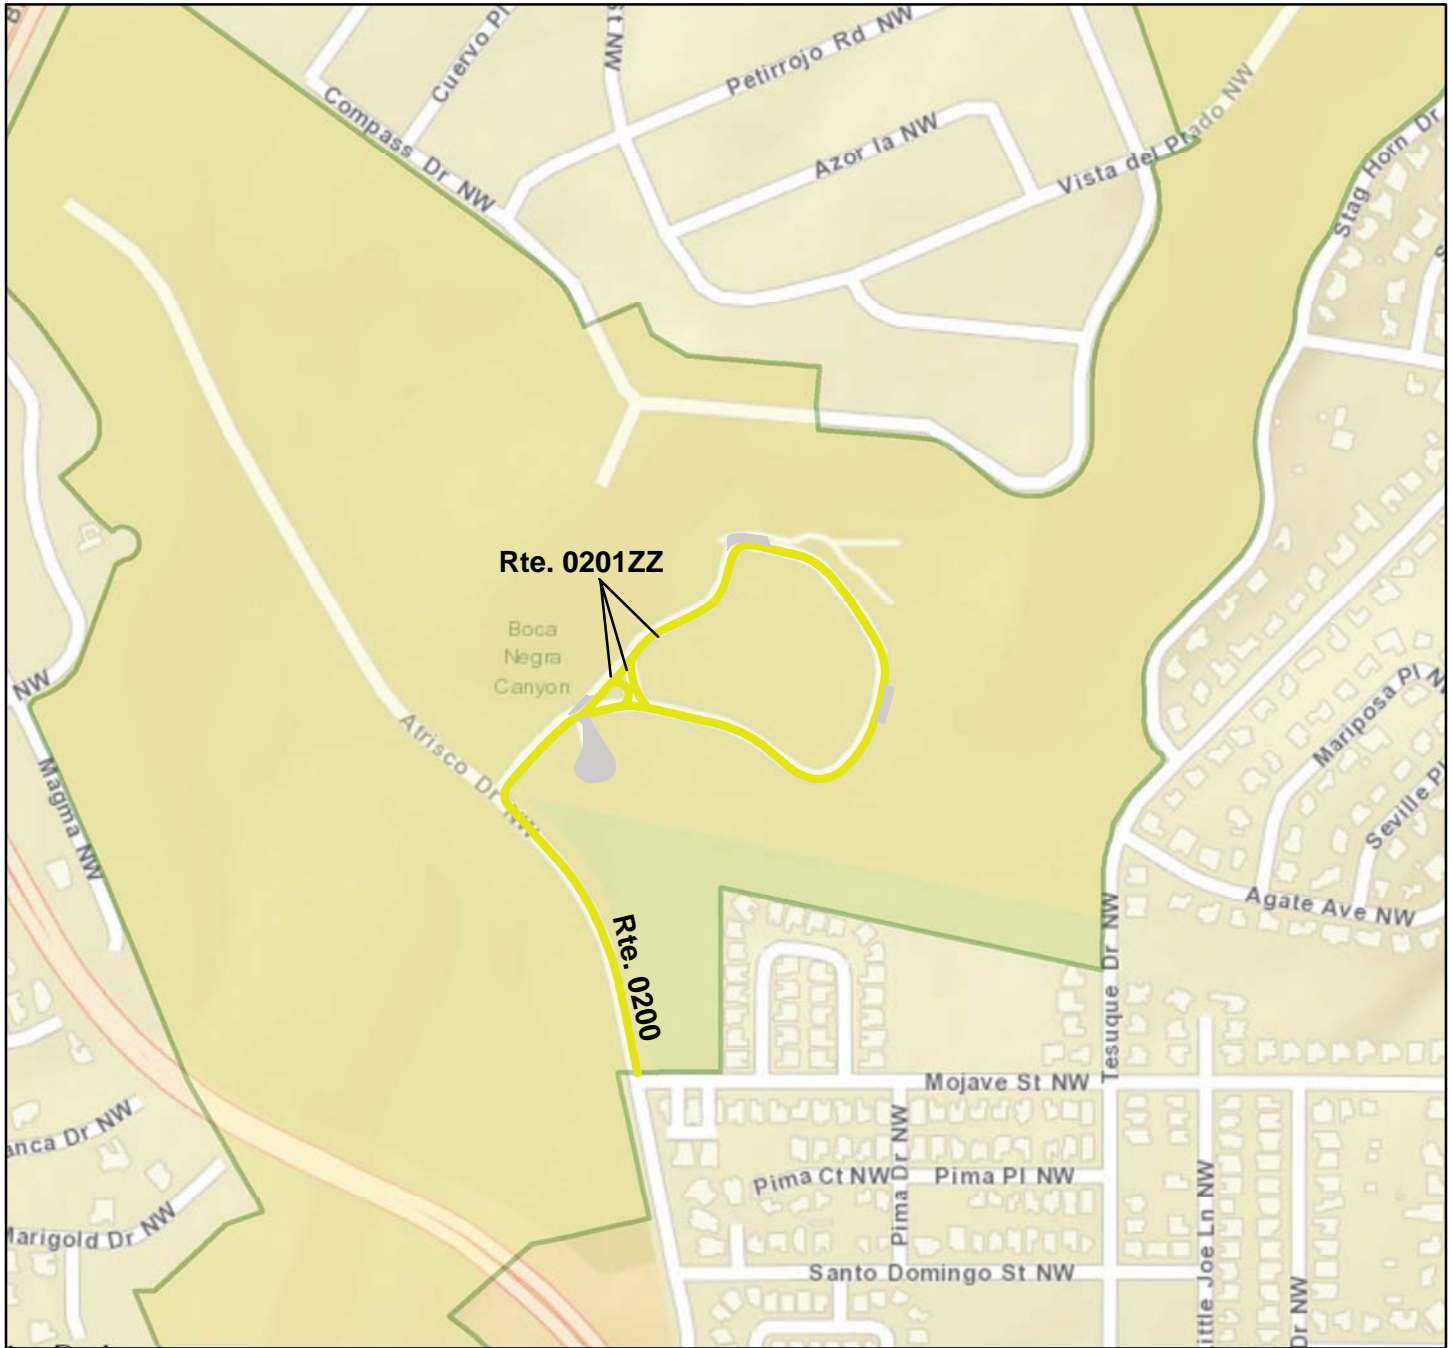 Cuervo Pl
st NW
Petirrojo Rd NW
Compass Dr NW
Azor la NW
Vista del Prado NW
Stag Horn Dr
Rte. 0201ZZ
Boca
Negra
Canyon
NW
Atrisco Dr NW
Magma NW
Mariposa Pl N
Seville Pl
Agate Ave NW
Rte. 0200
Tesuque Dr NW
Mojave St NW
anca Dr NW
Pima Ct NW
Pima Dr NW
Pima Pl NW
Marigold Dr NW
Santo Domingo St NW
ittle Joe Ln NW
Dr NW